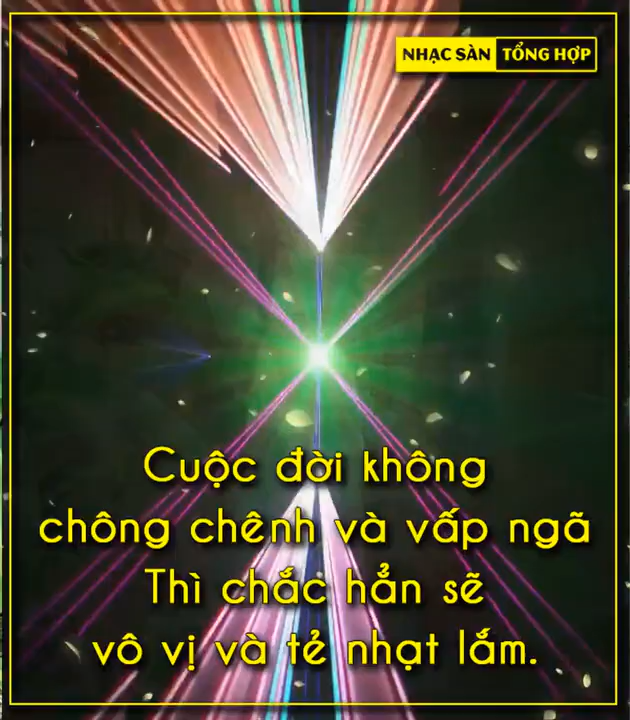 NHẠC SÀN TỔNG HỢP
Cuộc đời không
chông chênh và vấp ngã
Thì chắc hẳn sẽ
vô vị và tẻ nhạt lắm.